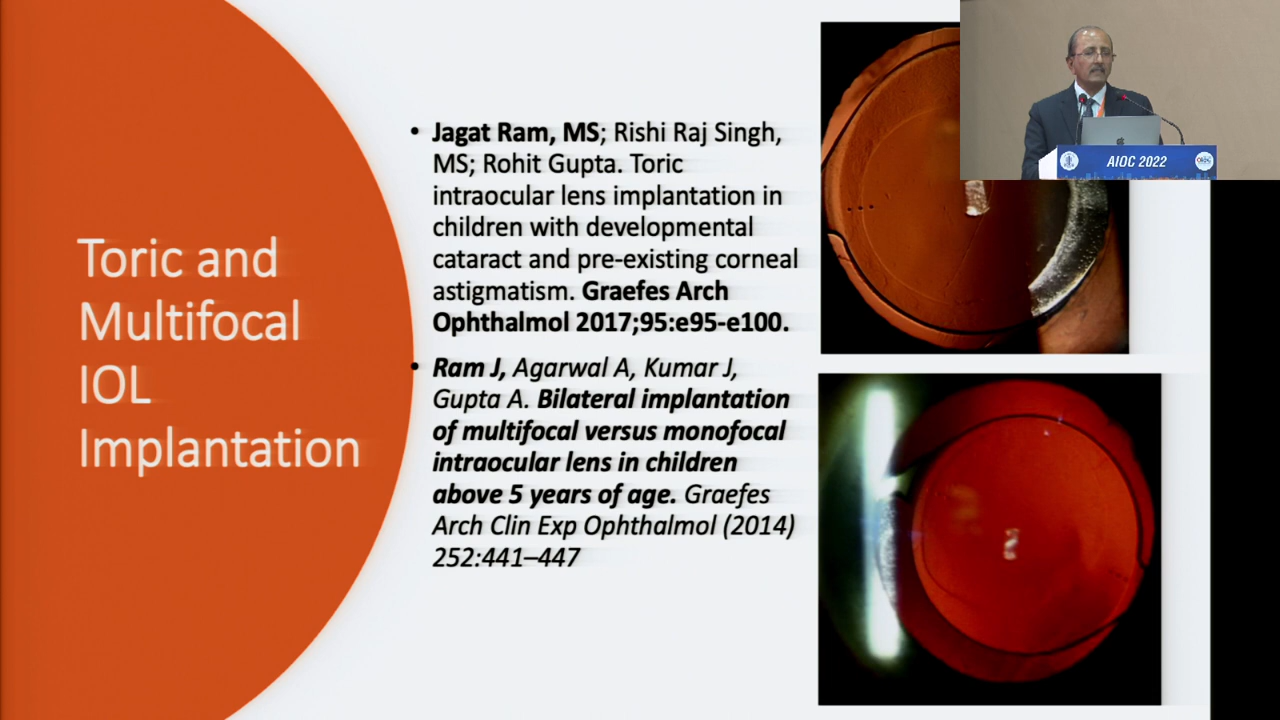 Toric and
Multifocal
IOL
Implantation
• Jagat Ram, MS; Rishi Raj Singh,
MS; Rohit Gupta. Toric
intraocular lens implantation in
children with developmental
cataract and pre-existing corneal
astigmatism. Graefes Arch
Ophthalmol 2017;95:e95-e100.
• Ram J, Agarwal A, Kumar J,
Gupta A. Bilateral implantation
of multifocal versus monofocal
intraocular lens in children
above 5 years of age. Graefes
Arch Clin Exp Ophthalmol (2014)
252:441–447
AIOC 2022